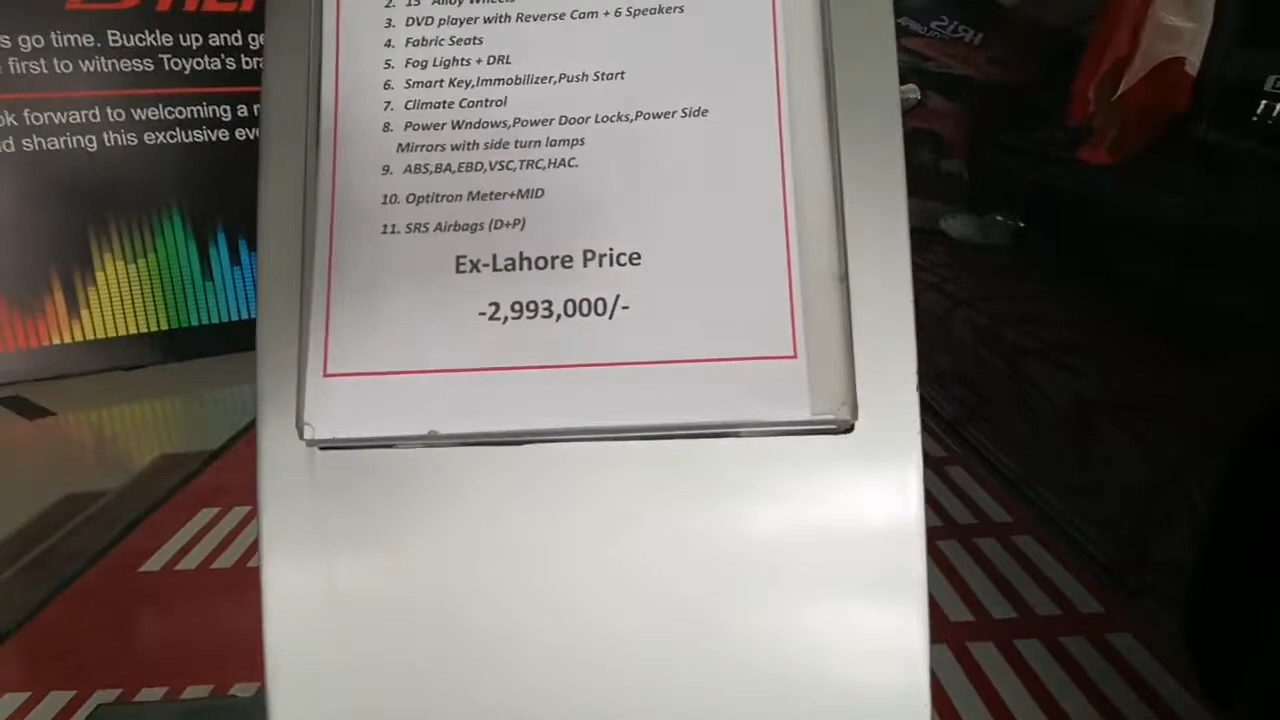 s go time. Buckle up and ge
first to witness Toyota's bra
ok forward to welcoming a
d sharing this exclusive eve
2. 15" Alloy Wheels
3. DVD player with Reverse Cam + 6 Speakers
4. Fabric Seats
5. Fog Lights + DRL
6. Smart Key,Immobilizer,Push Start
7. Climate Control
8. Power Wndows,Power Door Locks,Power Side
Mirrors with side turn lamps
9. ABS,BA,EBD,VSC,TRC,HAC.
10. Optitron Meter+MID
11. SRS Airbags (D+P)
Ex-Lahore Price
-2,993,000/-